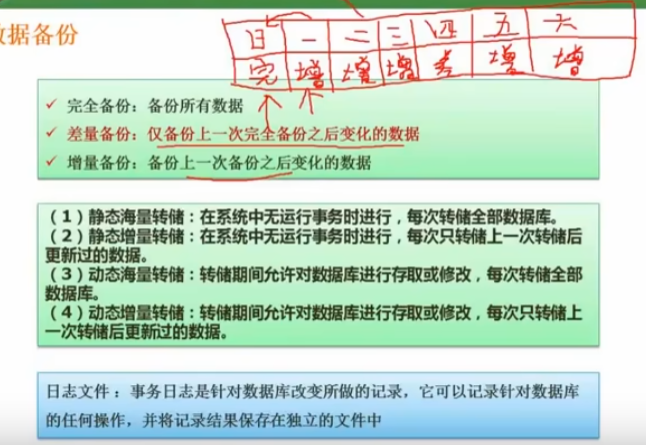 据备份
日 一 二 三 四 五 六
完 增 增 增 差 增 增
✓ 完全备份：备份所有数据
✓ 差量备份：仅备份上一次完全备份之后变化的数据
✓ 增量备份：备份上一次备份之后变化的数据
（1）静态海量转储：在系统中无运行事务时进行，每次转储全部数据库。
（2）静态增量转储：在系统中无运行事务时进行，每次只转储上一次转储后
更新过的数据。
（3）动态海量转储：转储期间允许对数据库进行存取或修改，每次转储全部
数据库。
（4）动态增量转储：转储期间允许对数据库进行存取或修改，每次只转储上
一次转储后更新过的数据。
日志文件：事务日志是针对数据库改变所做的记录，它可以记录针对数据库
的任何操作，并将记录结果保存在独立的文件中